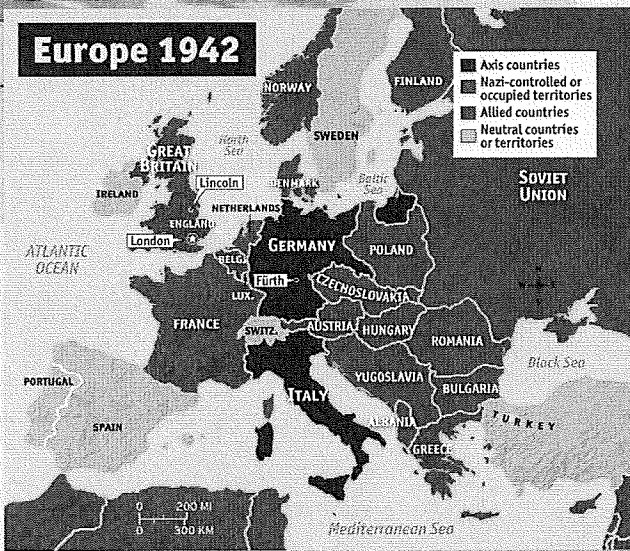 Europe 1942
Axis countries
Nazi-controlled or
occupied territories
Allied countries
Neutral countries
or territories
NORWAY
FINLAND
SWEDEN
North
Sea
GREAT
BRITAIN
SOVIET
UNION
Baltic
Sea
DENMARK
Lincoln
IRELAND
NETHERLANDS
ENGLAND
London
GERMANY
POLAND
ATLANTIC
OCEAN
BELG.
Fürth
CZECHOSLOVAKIA
LUX.
FRANCE
SWITZ.
AUSTRIA
HUNGARY
ROMANIA
Black Sea
YUGOSLAVIA
PORTUGAL
ITALY
BULGARIA
SPAIN
ALBANIA
TURKEY
GREECE
0 200 MI
0 300 KM
Mediterranean Sea